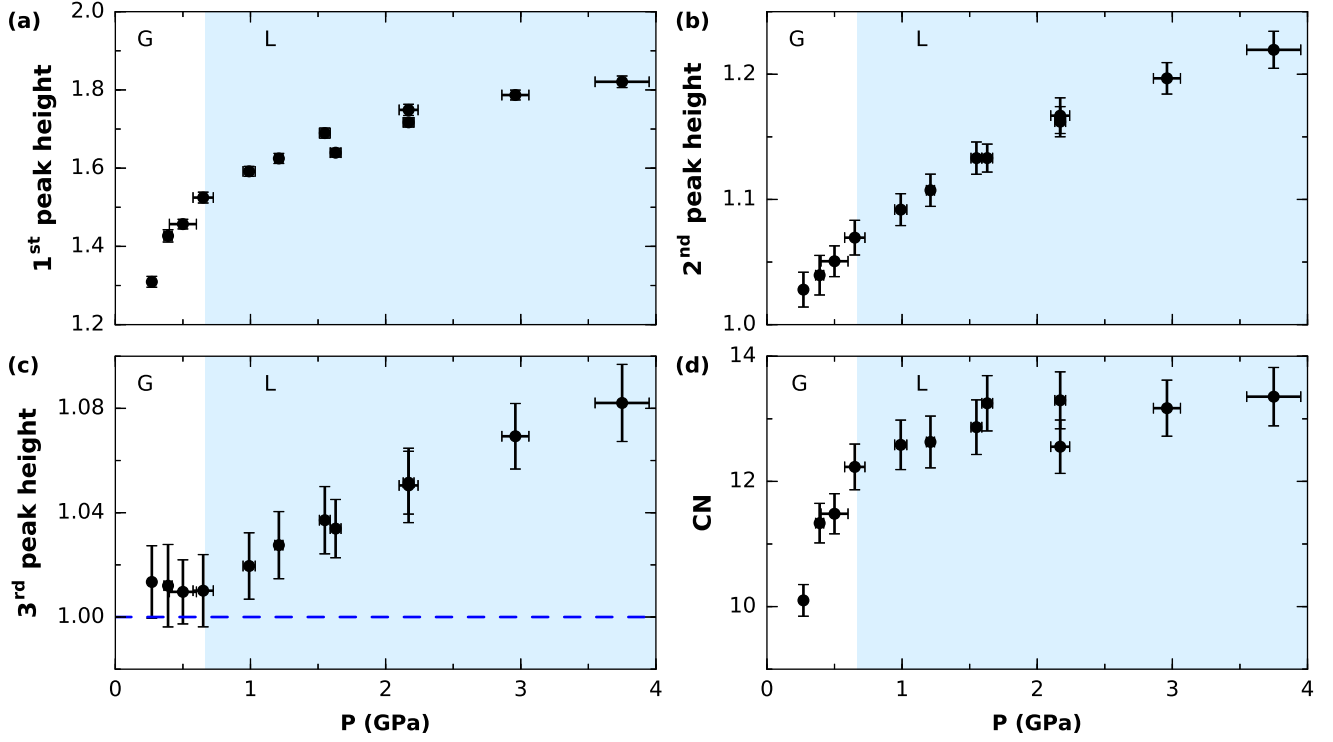 (a)
G
L
2.0
1.8
1.6
1.4
1.2
1st peak height
(b)
G
L
1.2
1.1
1.0
2nd peak height
(c)
G
L
1.08
1.04
1.00
3rd peak height
0 1 2 3 4
P (GPa)
(d)
G
L
14
12
10
CN
0 1 2 3 4
P (GPa)